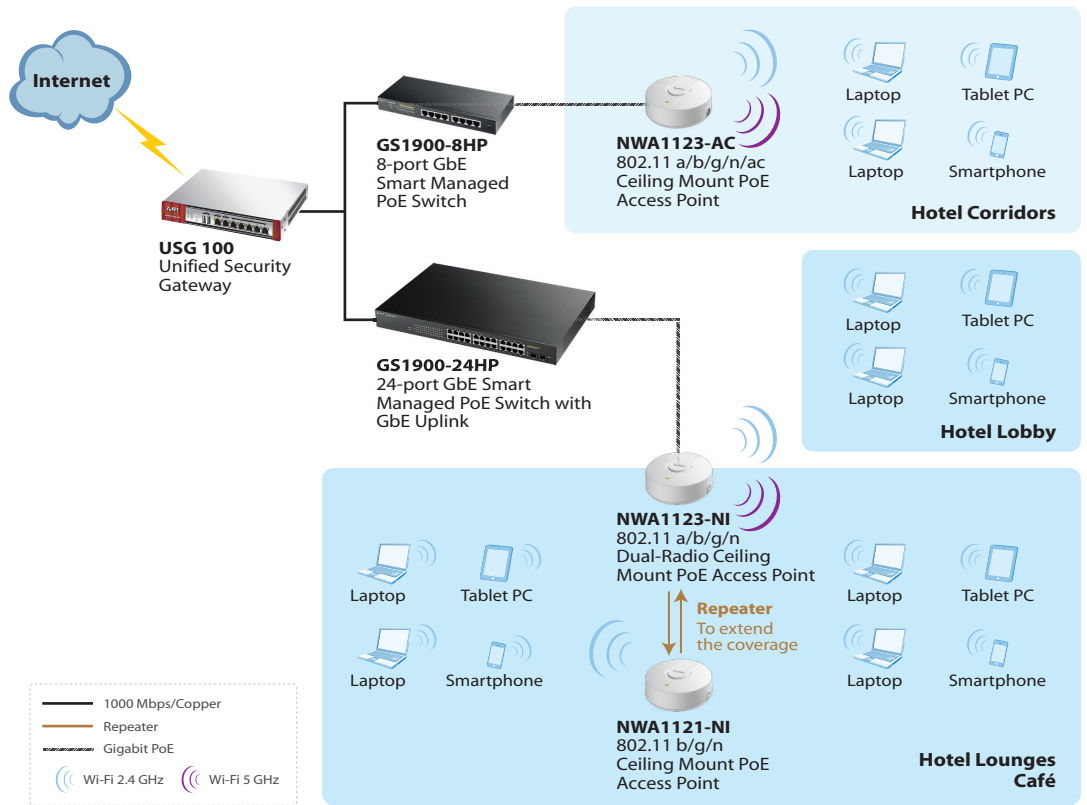 Internet
GS1900-8HP
8-port GbE
Smart Managed
PoE Switch
NWA1123-AC
802.11 a/b/g/n/ac
Ceiling Mount PoE
Access Point
Laptop
Tablet PC
Laptop
Smartphone
Hotel Corridors
USG 100
Unified Security
Gateway
GS1900-24HP
24-port GbE Smart
Managed PoE Switch with
GbE Uplink
Laptop
Tablet PC
Laptop
Smartphone
Hotel Lobby
NWA1123-NI
802.11 a/b/g/n
Dual-Radio Ceiling
Mount PoE Access Point
Laptop
Tablet PC
Laptop
Smartphone
Repeater
To extend
the coverage
Laptop
Tablet PC
Laptop
Smartphone
NWA1121-NI
802.11 b/g/n
Ceiling Mount PoE
Access Point
Hotel Lounges
Café
1000 Mbps/Copper
Repeater
Gigabit PoE
Wi-Fi 2.4 GHz
Wi-Fi 5 GHz